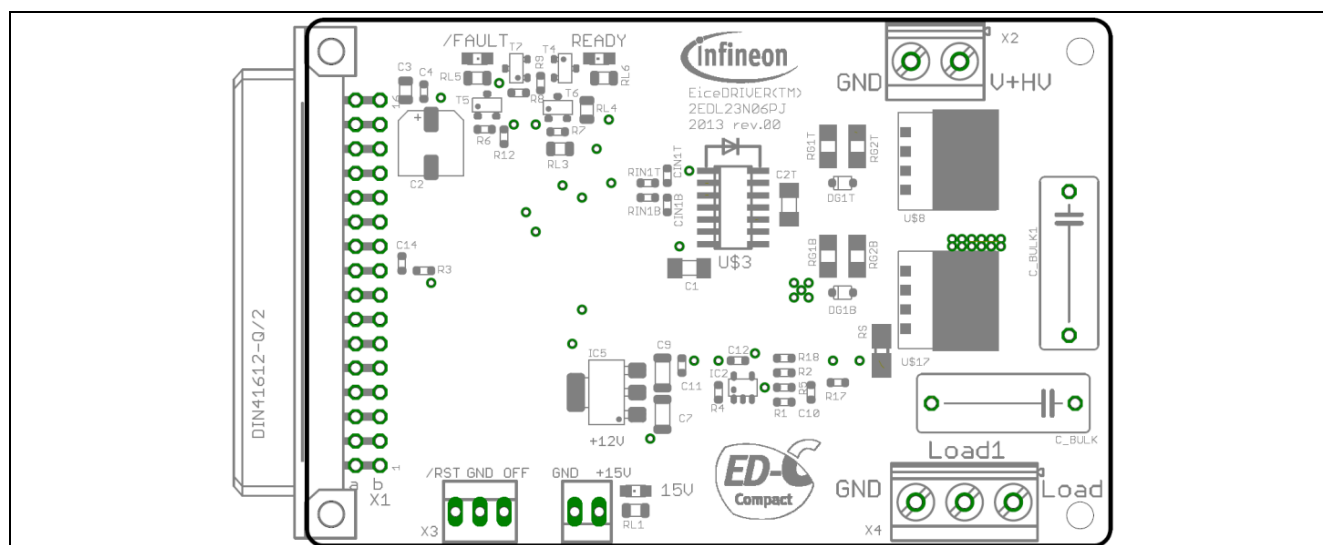 /FAULT T7 T4 READY
R9
RL5 RL6
C3 C4
T5 R8 T6 RL4
R6 R7
R12 RL3
C2
+
16
infineon
EiceDRIVER(TM)
2EDL23N06PJ
2013 rev.00
X2
GND V+HV
RG1T RG2T
DG1T
U$8
RIN1T CIN1T
RIN1B CIN1B
C2T
U$3
C1
RG1B RG2B
DG1B
U$17
C_BULK1
RS
C14
R3
DIN41612-Q/2
IC5
C9
C11
C7
+12V
C12
IC2
R4
R18
R2
R5
R1
C10
R17
C_BULK
1
a b
X1
/RST GND OFF
X3
GND +15V
15V
RL1
ED-C
Compact
Load1
GND Load
X4